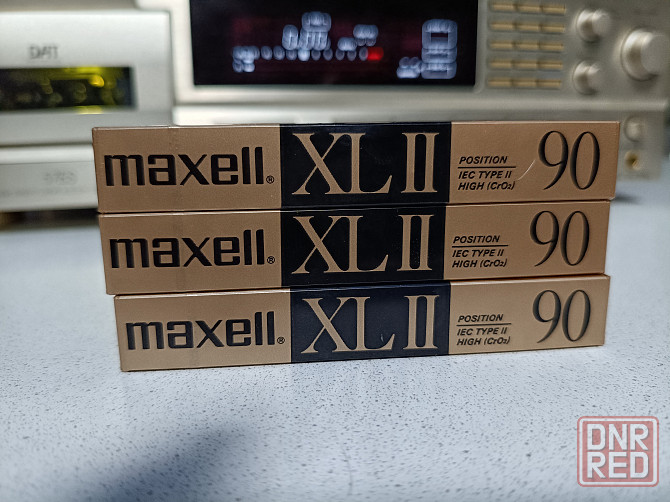 DAT
maxell® XL II POSITION 90
IEC TYPE II
HIGH (CrO₂)
maxell® XL II POSITION 90
IEC TYPE II
HIGH (CrO₂)
maxell® XL II POSITION 90
IEC TYPE II
HIGH (CrO₂)
DNR
RED